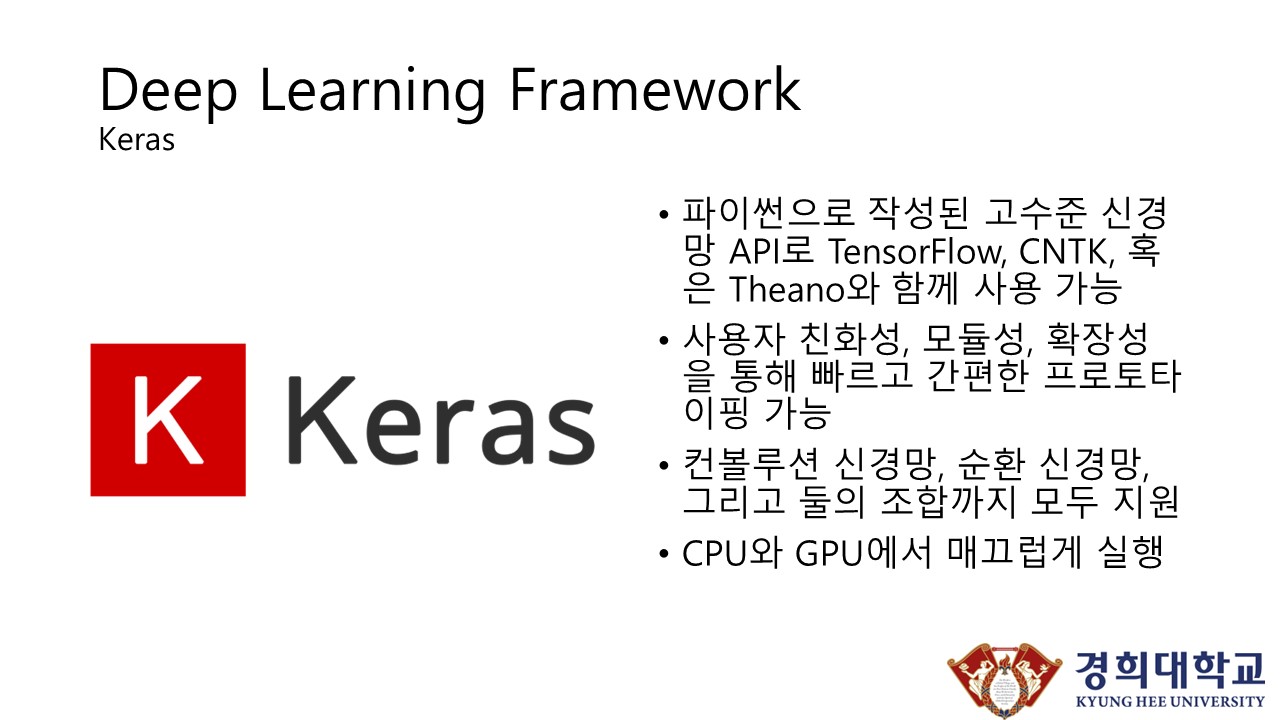 Deep Learning Framework
Keras
• 파이썬으로 작성된 고수준 신경
망 API로 TensorFlow, CNTK, 혹
은 Theano와 함께 사용 가능
• 사용자 친화성, 모듈성, 확장성
을 통해 빠르고 간편한 프로토타
이핑 가능
• 컨볼루션 신경망, 순환 신경망,
그리고 둘의 조합까지 모두 지원
• CPU와 GPU에서 매끄럽게 실행
K Keras
경희대학교
KYUNG HEE UNIVERSITY